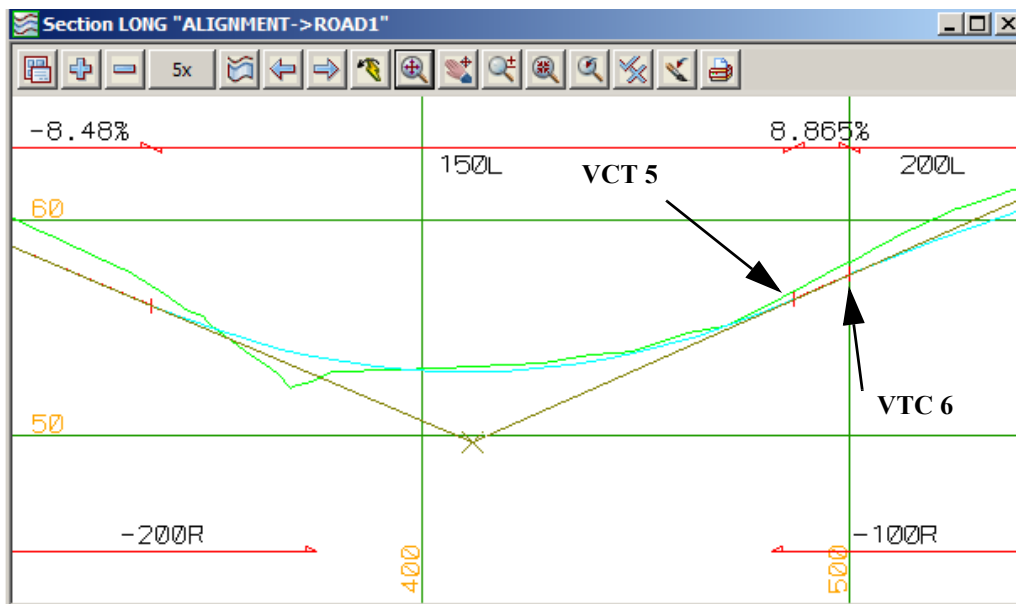 Section LONG "ALIGNMENT->ROAD1"
5x
-8.48%
8.865%
150L
VCT 5
200L
60
VTC 6
50
-200R
-100R
400
500